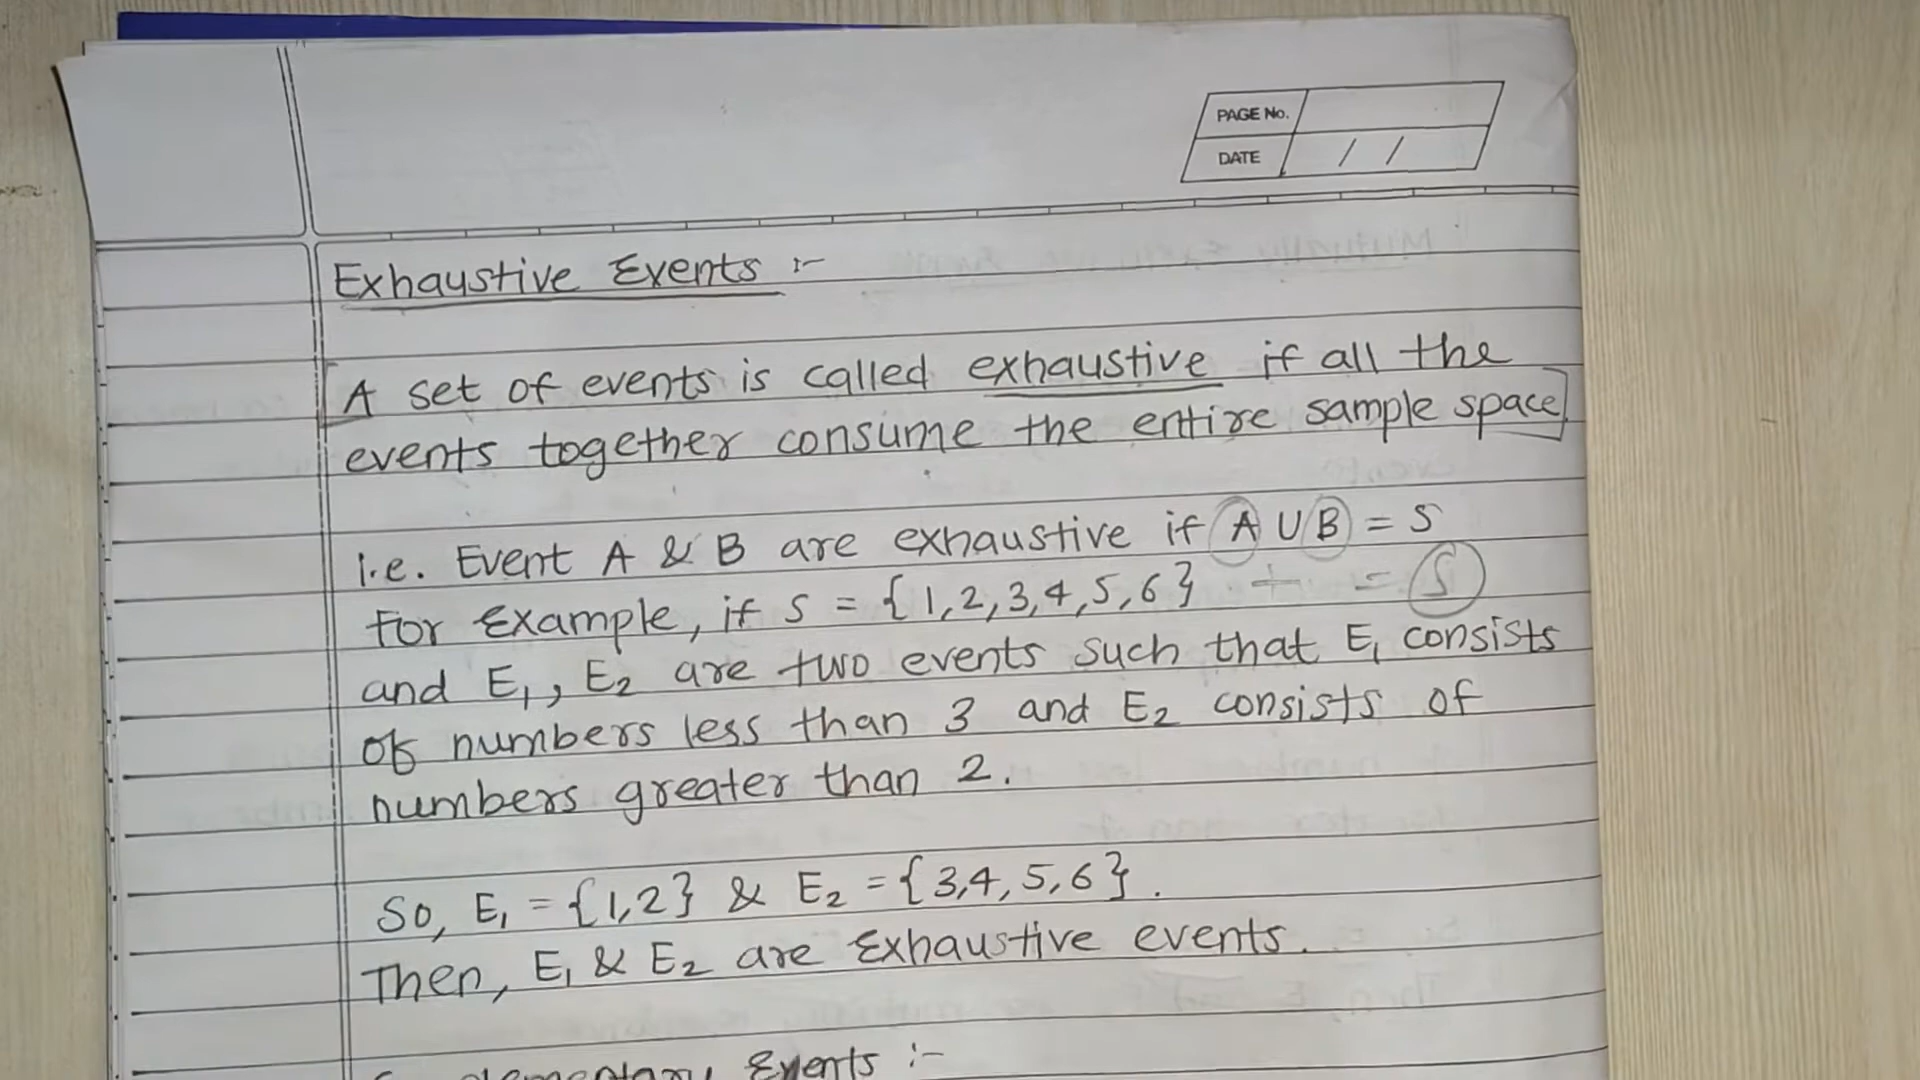 PAGE No.
DATE / /
Exhaustive Events :-
A set of events is called exhaustive if all the
events together consume the entire sample space
i.e. Event A & B are exhaustive if A U B = S
+ = S
for example, if S = {1,2,3,4,5,6}
and E1, E2 are two events such that E1 consists
of numbers less than 3 and E2 consists of
numbers greater than 2.
So, E1 = {1,2} & E2 = {3,4,5,6}.
Then, E1 & E2 are Exhaustive events.
Events :-